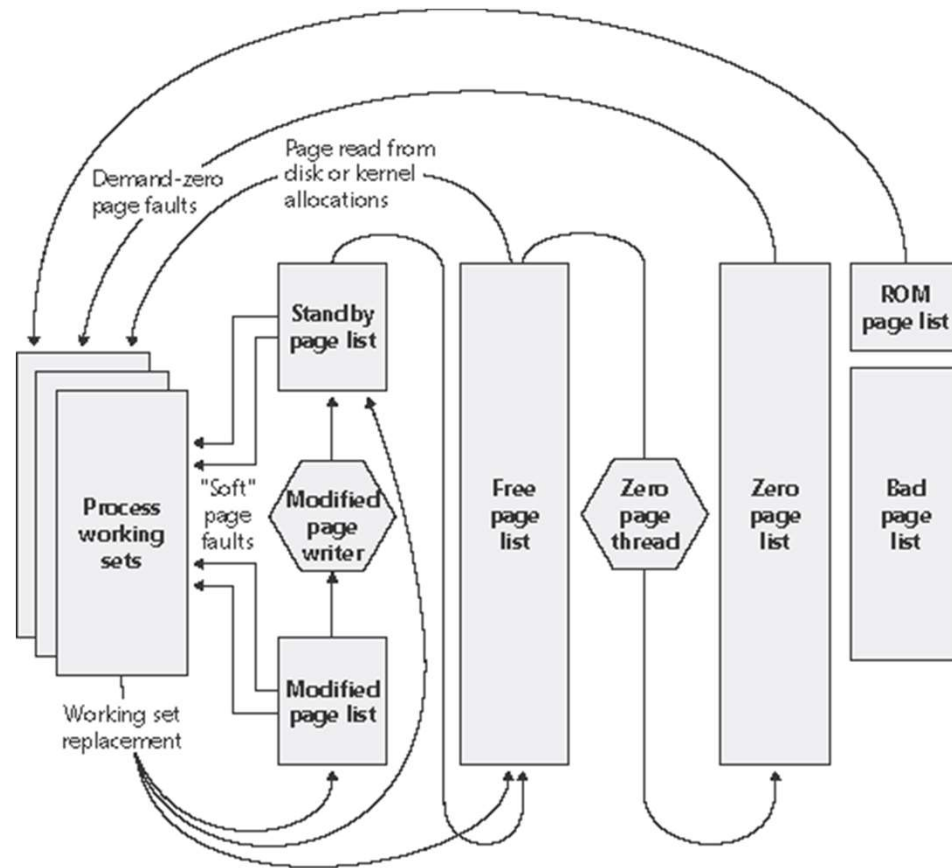 Demand-zero
page faults
Page read from
disk or kernel
allocations
Standby
page list
ROM
page list
Process
working
sets
"Soft"
page
faults
Modified
page
writer
Free
page
list
Zero
page
thread
Zero
page
list
Bad
page
list
Modified
page list
Working set
replacement